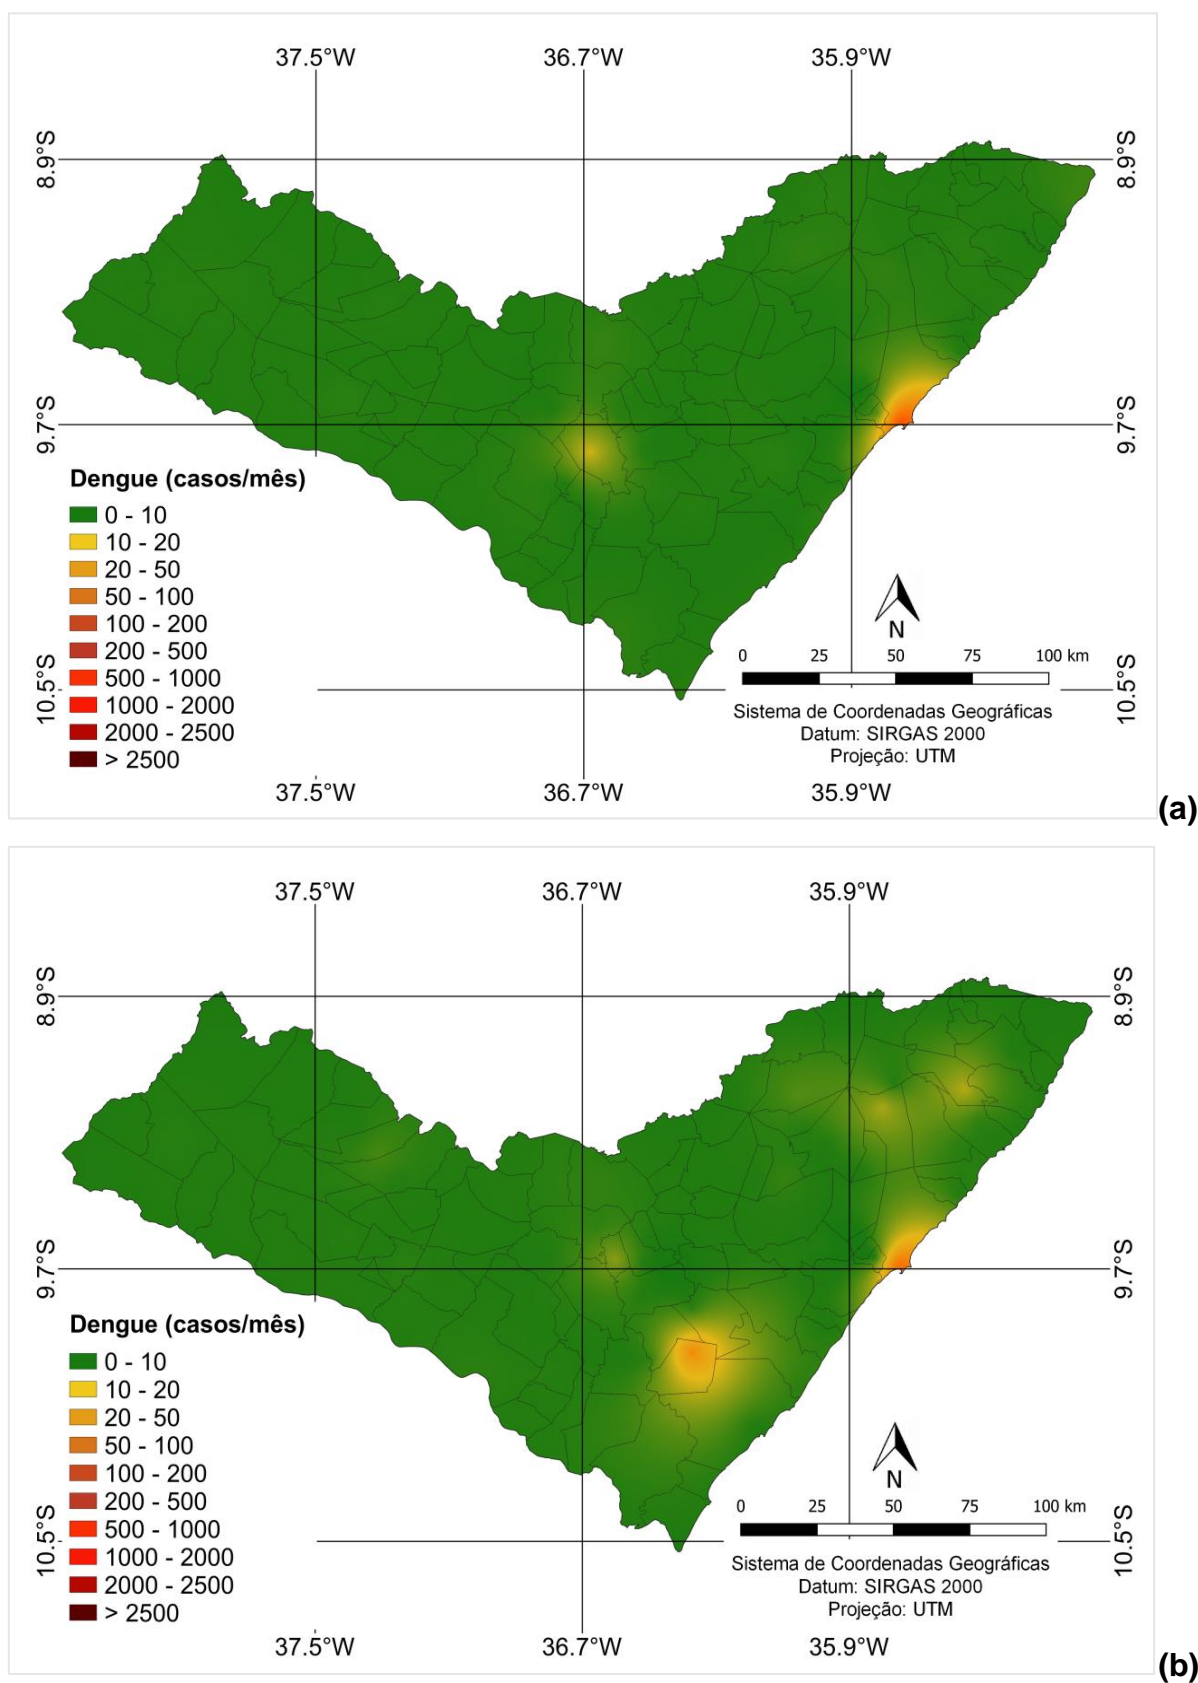 37.5°W 36.7°W 35.9°W
8.9°S 8.9°S
9.7°S 9.7°S
Dengue (casos/mês)
0 - 10
10 - 20
20 - 50
50 - 100
100 - 200
200 - 500
500 - 1000
1000 - 2000
2000 - 2500
> 2500
N
0 25 50 75 100 km
10.5°S 10.5°S
Sistema de Coordenadas Geográficas
Datum: SIRGAS 2000
Projeção: UTM
37.5°W 36.7°W 35.9°W
(a)
37.5°W 36.7°W 35.9°W
8.9°S 8.9°S
9.7°S 9.7°S
Dengue (casos/mês)
0 - 10
10 - 20
20 - 50
50 - 100
100 - 200
200 - 500
500 - 1000
1000 - 2000
2000 - 2500
> 2500
N
0 25 50 75 100 km
10.5°S 10.5°S
Sistema de Coordenadas Geográficas
Datum: SIRGAS 2000
Projeção: UTM
37.5°W 36.7°W 35.9°W
(b)